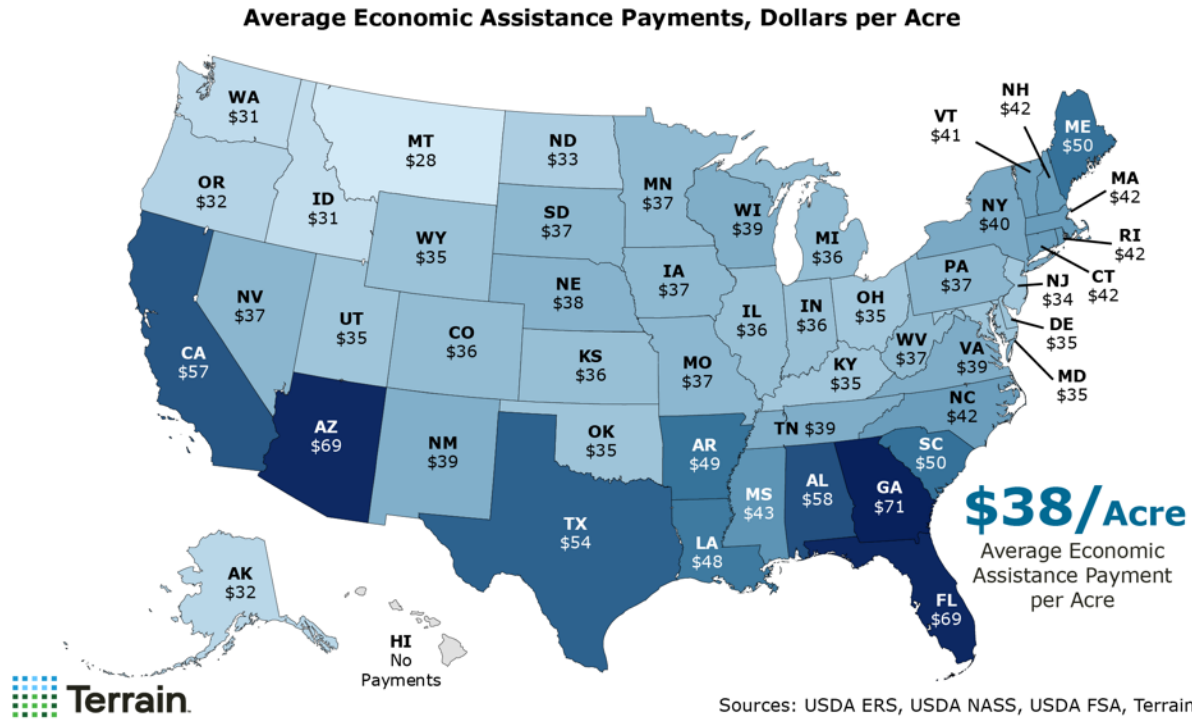 Average Economic Assistance Payments, Dollars per Acre
WA
$31
OR
$32
ID
$31
MT
$28
ND
$33
SD
$37
WY
$35
NE
$38
NV
$37
UT
$35
CO
$36
KS
$36
CA
$57
AZ
$69
NM
$39
OK
$35
TX
$54
MN
$37
IA
$37
MO
$37
AR
$49
LA
$48
WI
$39
IL
$36
MI
$36
IN
$36
OH
$35
KY
$35
TN $39
MS
$43
AL
$58
GA
$71
FL
$69
SC
$50
NC
$42
VA
$39
WV
$37
PA
$37
NY
$40
VT
$41
NH
$42
ME
$50
MA
$42
RI
$42
CT
$42
NJ
$34
DE
$35
MD
$35
AK
$32
HI
No
Payments
$38/Acre
Average Economic
Assistance Payment
per Acre
Terrain
Sources: USDA ERS, USDA NASS, USDA FSA, Terrain